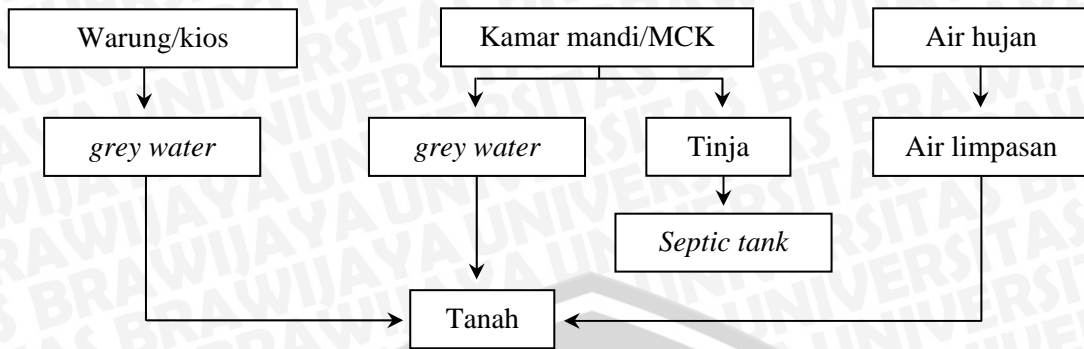 Warung/kios
Kamar mandi/MCK
Air hujan
grey water
grey water
Tinja
Air limpasan
Septic tank
Tanah